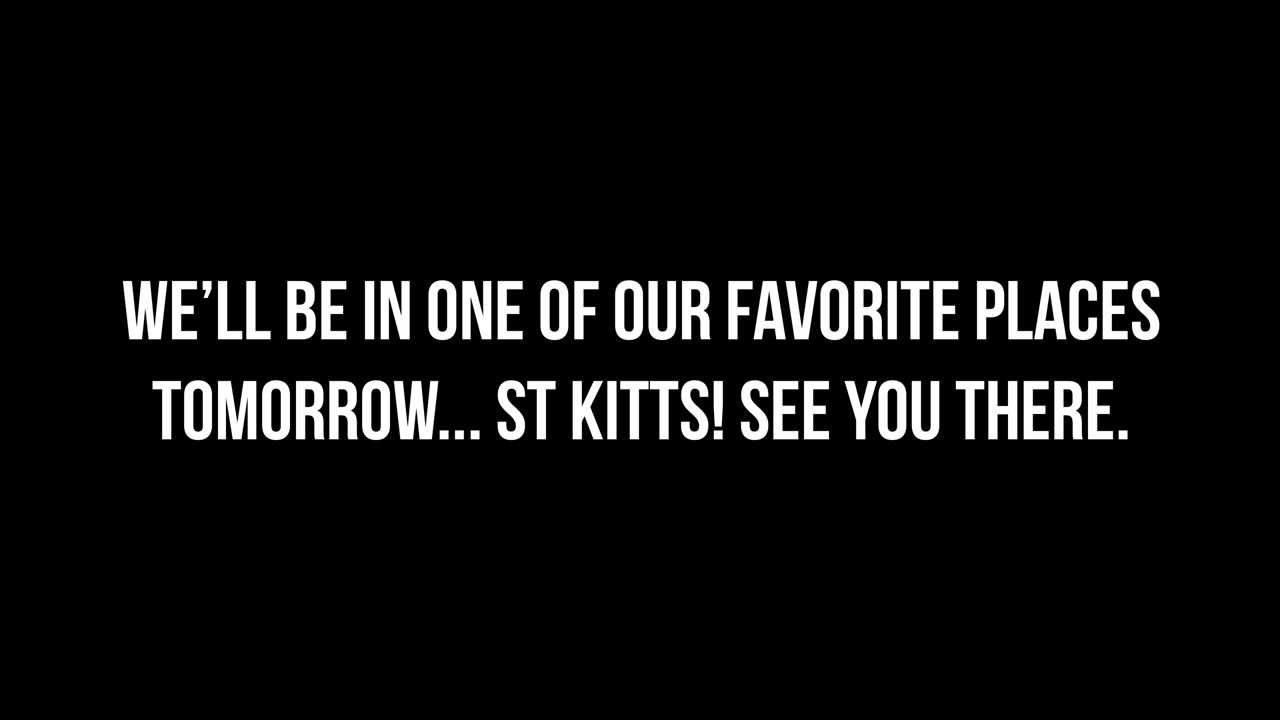 WE’LL BE IN ONE OF OUR FAVORITE PLACES
TOMORROW... ST KITTS! SEE YOU THERE.